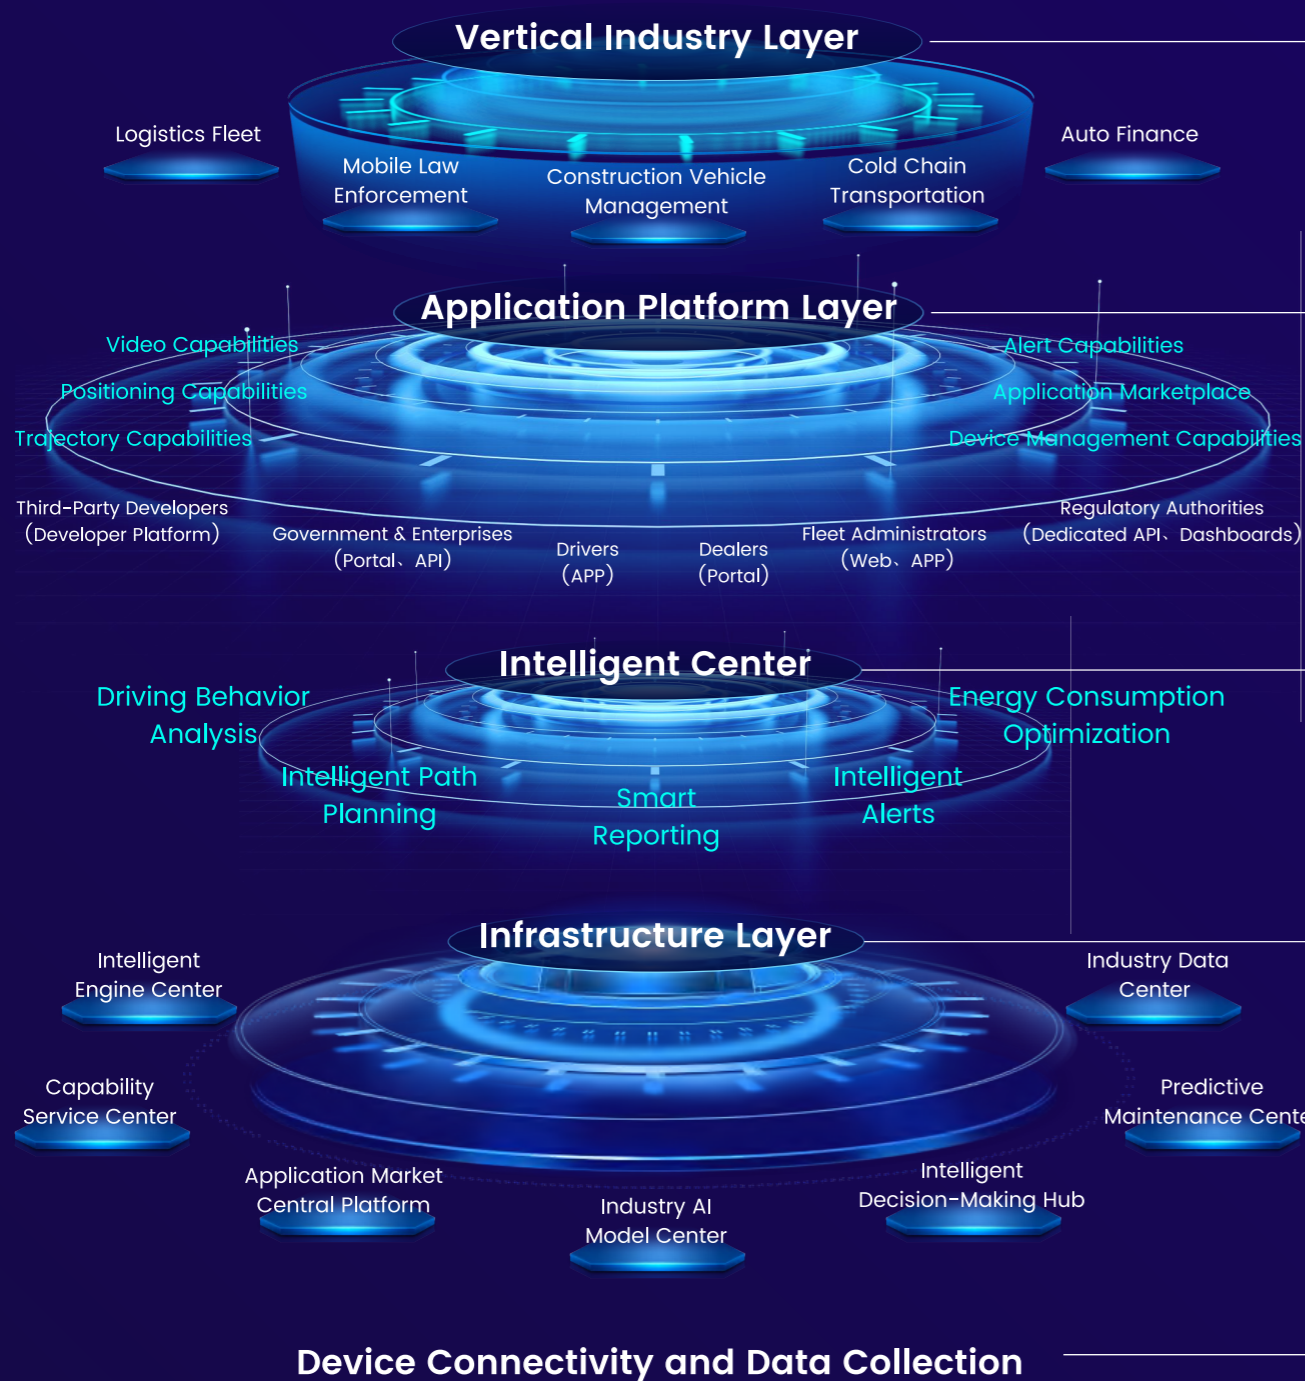 Vertical Industry Layer
Logistics Fleet
Mobile Law
Enforcement
Construction Vehicle
Management
Cold Chain
Transportation
Auto Finance
Application Platform Layer
Video Capabilities
Positioning Capabilities
Trajectory Capabilities
Alert Capabilities
Application Marketplace
Device Management Capabilities
Third-Party Developers
(Developer Platform)
Government & Enterprises
(Portal、API)
Drivers
(APP)
Dealers
(Portal)
Fleet Administrators
(Web、APP)
Regulatory Authorities
(Dedicated API、Dashboards)
Intelligent Center
Driving Behavior
Analysis
Intelligent Path
Planning
Smart
Reporting
Intelligent
Alerts
Energy Consumption
Optimization
Infrastructure Layer
Intelligent
Engine Center
Capability
Service Center
Application Market
Central Platform
Industry AI
Model Center
Intelligent
Decision-Making Hub
Predictive
Maintenance Cente
Industry Data
Center
Device Connectivity and Data Collection